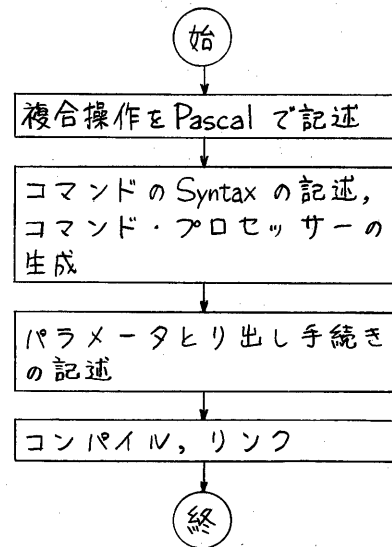 始
複合操作をPascalで記述
コマンドのSyntaxの記述,
コマンド・プロセッサーの
生成
パラメータとり出し手続き
の記述
コンパイル, リンク
終